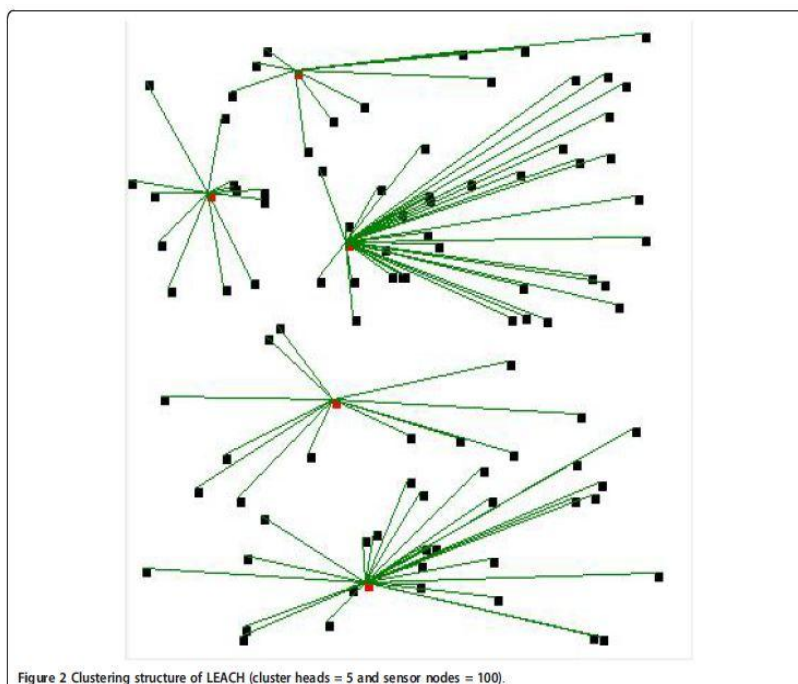 Figure 2 Clustering structure of LEACH (cluster heads = 5 and sensor nodes = 100).